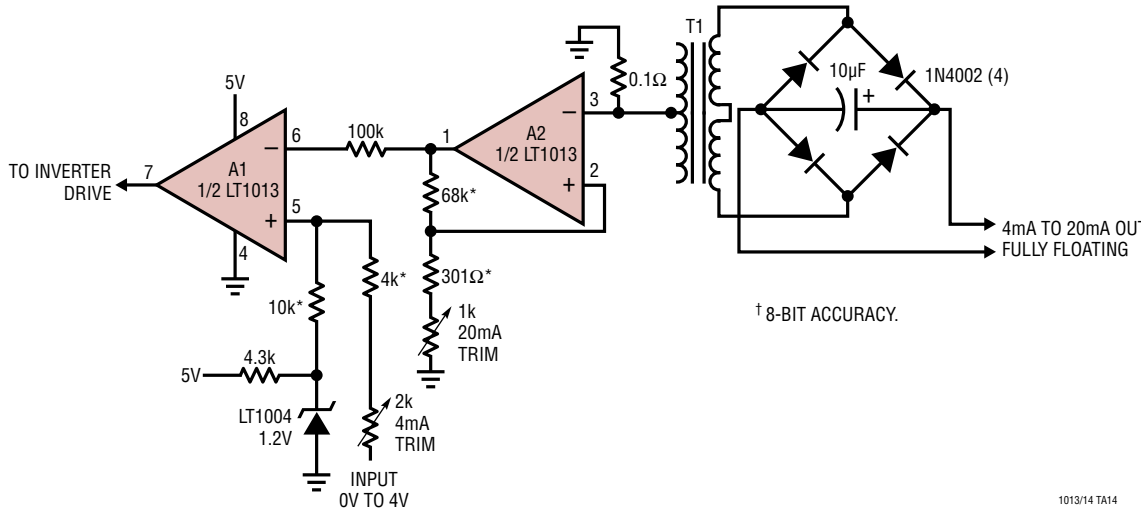 T1
5V
8
6
100k
1
A2
1/2 LT1013
3
0.1Ω
10µF
+
1N4002 (4)
TO INVERTER
DRIVE
7
A1
1/2 LT1013
−
+
5
4
68k*
−
+
2
10k*
4k*
301Ω*
1k
20mA
TRIM
4mA TO 20mA OUT
FULLY FLOATING
† 8-BIT ACCURACY.
4.3k
5V
LT1004
1.2V
2k
4mA
TRIM
INPUT
0V TO 4V
1013/14 TA14